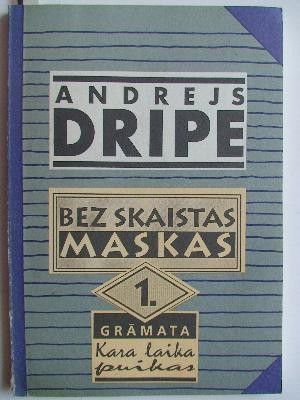 ANDREJS
DRIPE
BEZ SKAISTAS
MASKAS
1.
GRĀMATA
Kara laika
puikas